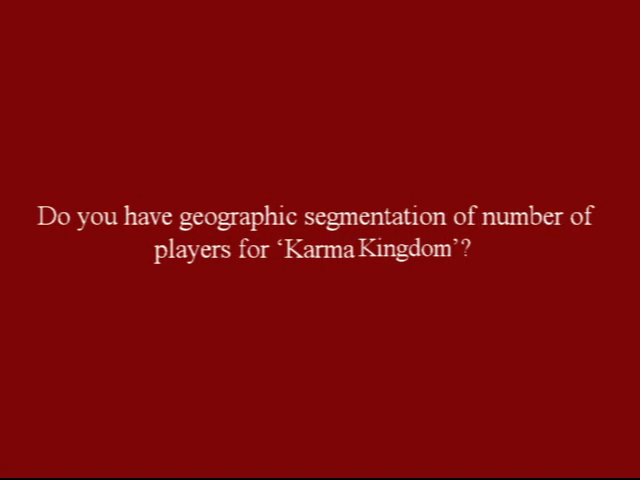 Do you have geographic segmentation of number of
players for ‘Karma Kingdom’?